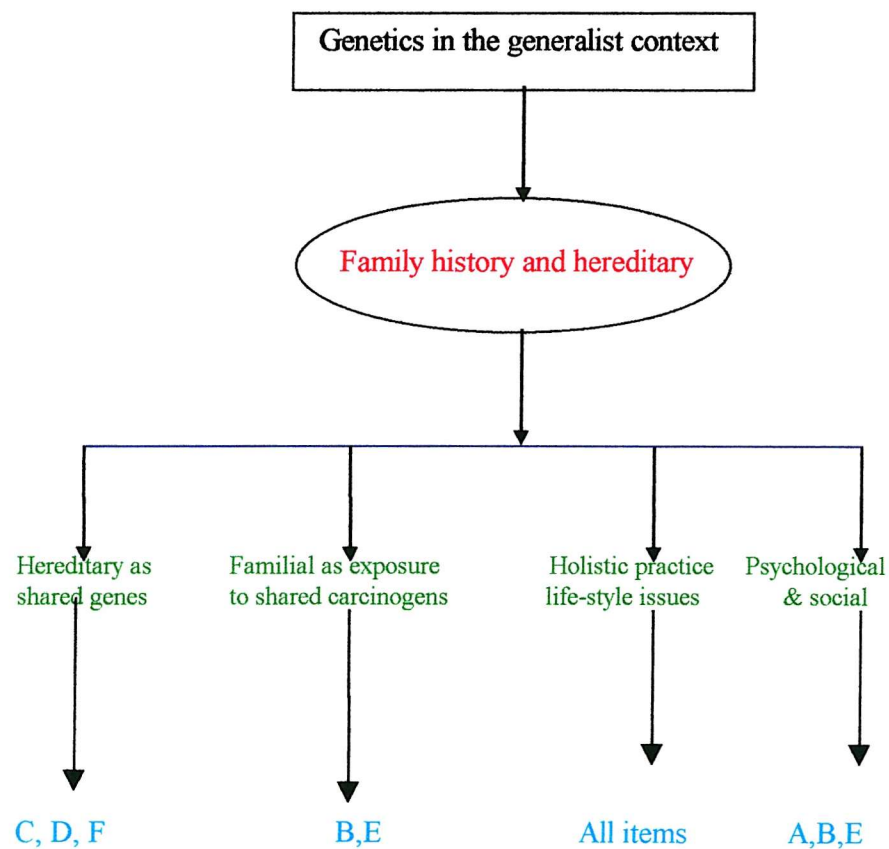 Genetics in the generalist context
Family history and hereditary
Hereditary as
shared genes
Familial as exposure
to shared carcinogens
Holistic practice
life-style issues
Psychological
& social
C, D, F
B,E
All items
A,B,E